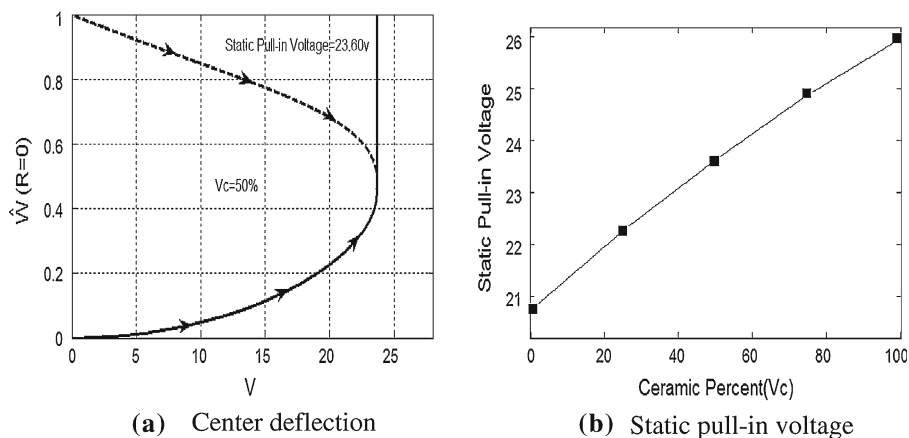 1
0.8
0.6
0.4
0.2
0
Ŵ (R=0)
Static Pull-in Voltage=23,60v
Vc=50%
0 5 10 15 20 25
V
(a) Center deflection
26
25
24
23
22
21
Static Pull-in Voltage
0 20 40 60 80 100
Ceramic Percent(Vc)
(b) Static pull-in voltage